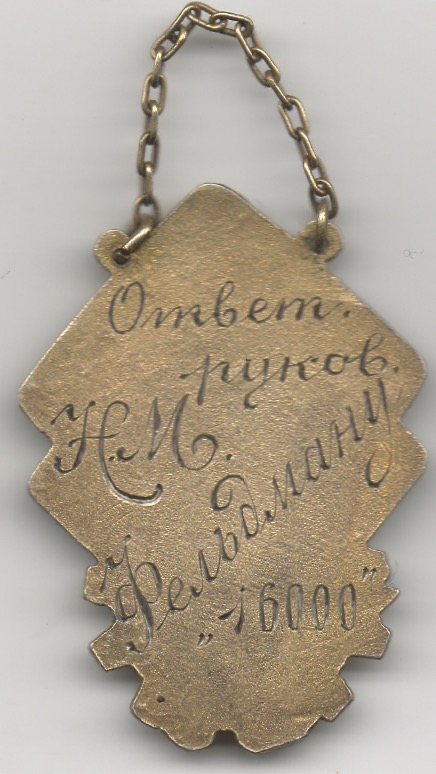 Ответ.
руков.
Н.М.
Фельдману
„16000”